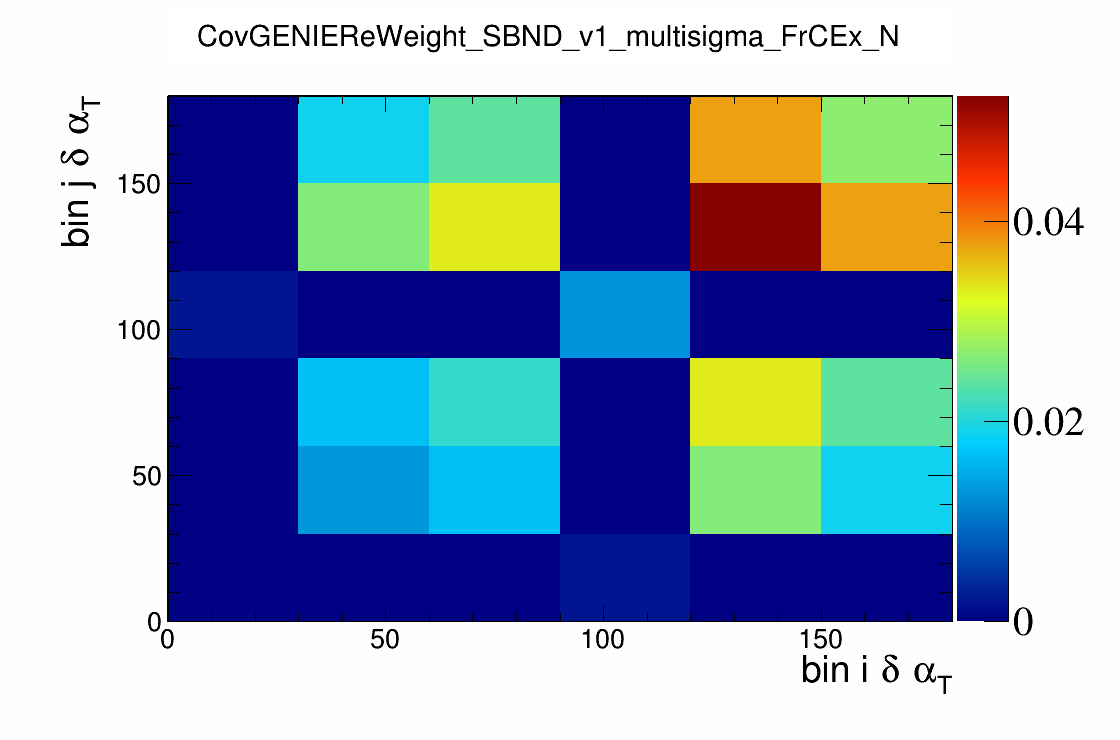 CovGENIEReWeight_SBND_v1_multisigma_FrCEx_N
bin j δ α_T
150
100
50
0
0 50 100 150
bin i δ α_T
0.04
0.02
0